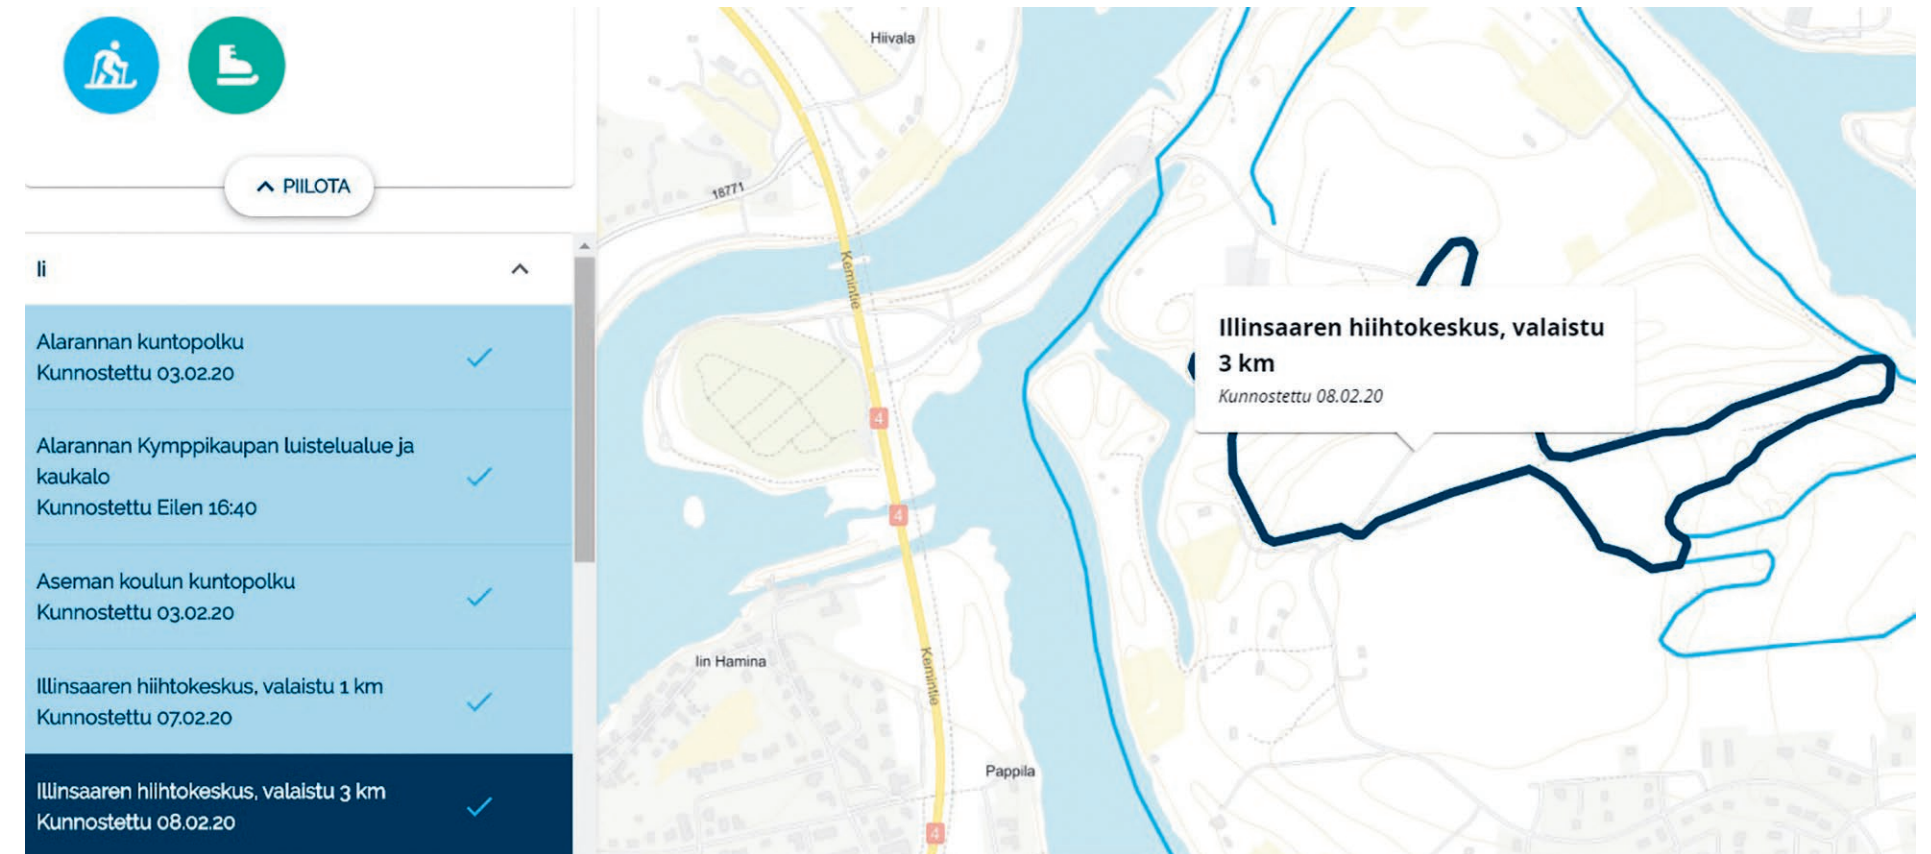 PIILOTA
Ii
Alarannan kuntopolku
Kunnostettu 03.02.20
Alarannan Kymppikaupan luistelualue ja
kaukalo
Kunnostettu Eilen 16:40
Aseman koulun kuntopolku
Kunnostettu 03.02.20
Illinsaaren hiihtokeskus, valaistu 1 km
Kunnostettu 07.02.20
Illinsaaren hiihtokeskus, valaistu 3 km
Kunnostettu 08.02.20
Hiivala
18771
Kemintie
Illinsaaren hiihtokeskus, valaistu
3 km
Kunnostettu 08.02.20
4
4
Iin Hamina
Kemintie
Pappila
4